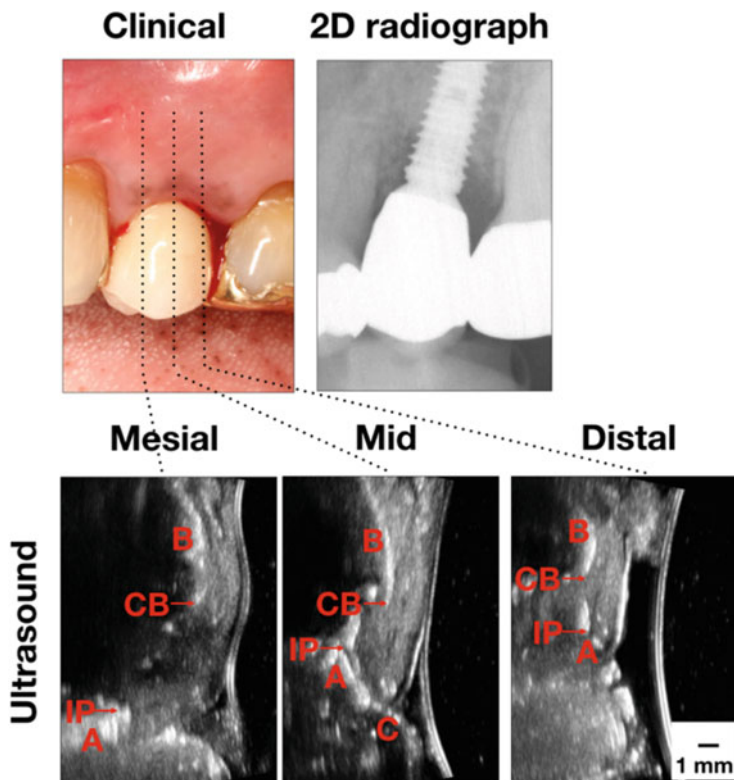 Clinical
2D radiograph
Mesial
Mid
Distal
Ultrasound
B
CB
IP
A
B
CB
IP
A
C
B
CB
IP
A
1 mm